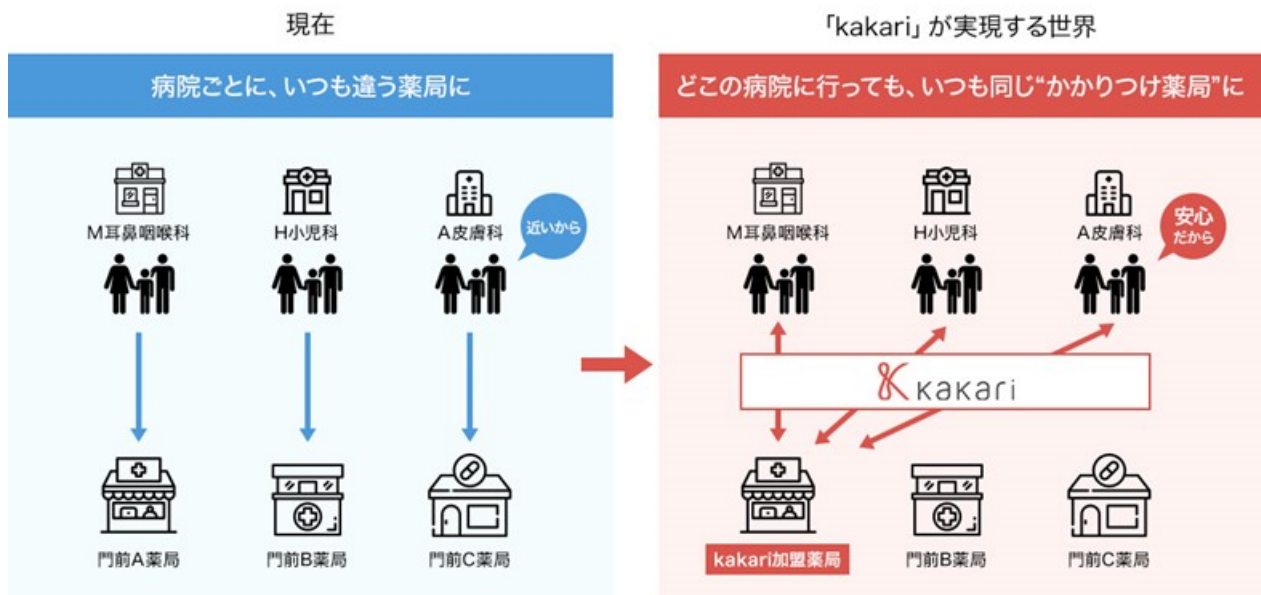 現在
病院ごとに、いつも違う薬局に
M耳鼻咽喉科
H小児科
A皮膚科
近いから
門前A薬局
門前B薬局
門前C薬局
「kakari」が実現する世界
どこの病院に行っても、いつも同じ“かかりつけ薬局”に
M耳鼻咽喉科
H小児科
A皮膚科
安心
だから
kakari
kakari加盟薬局
門前B薬局
門前C薬局